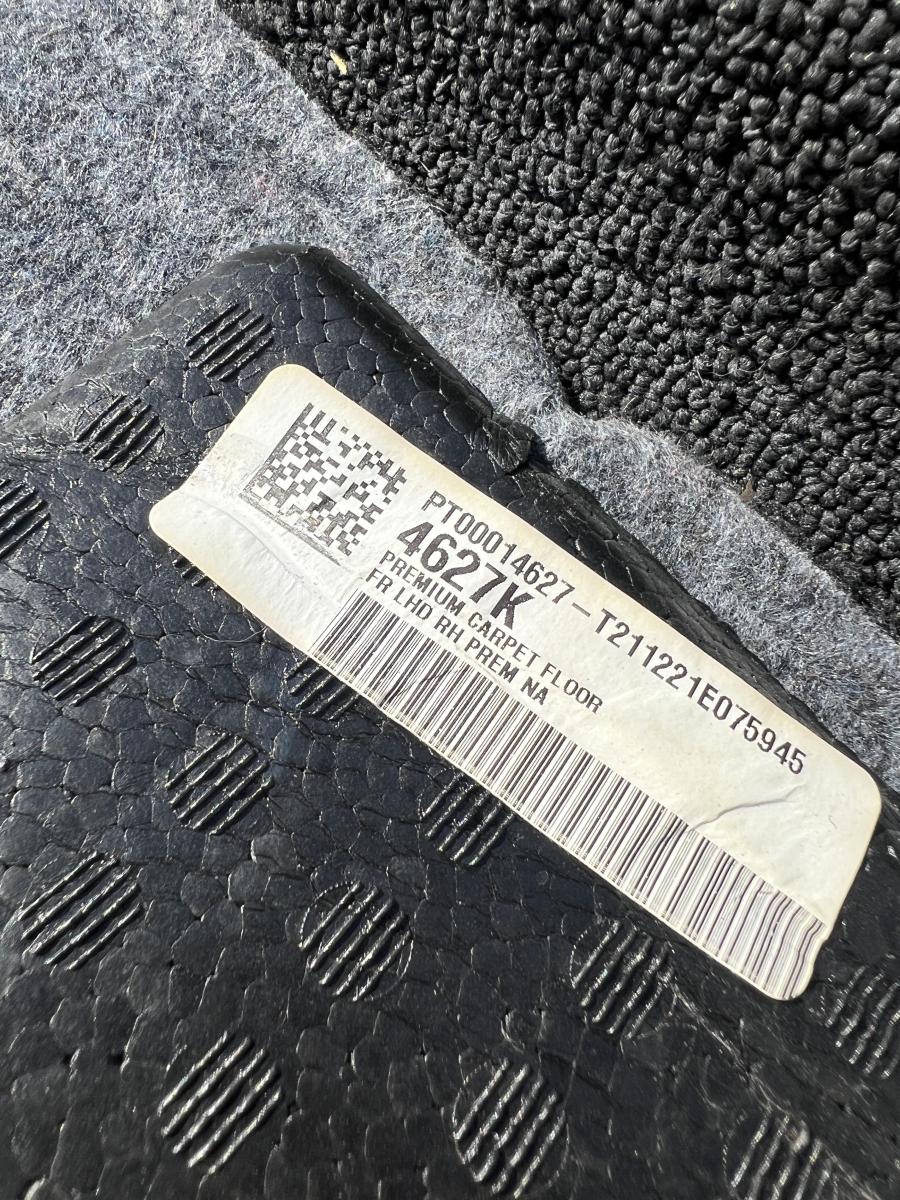 PT00014627-T211221E075945
4627K
PREMIUM CARPET FLOOR
FR LHD RH PREM NA